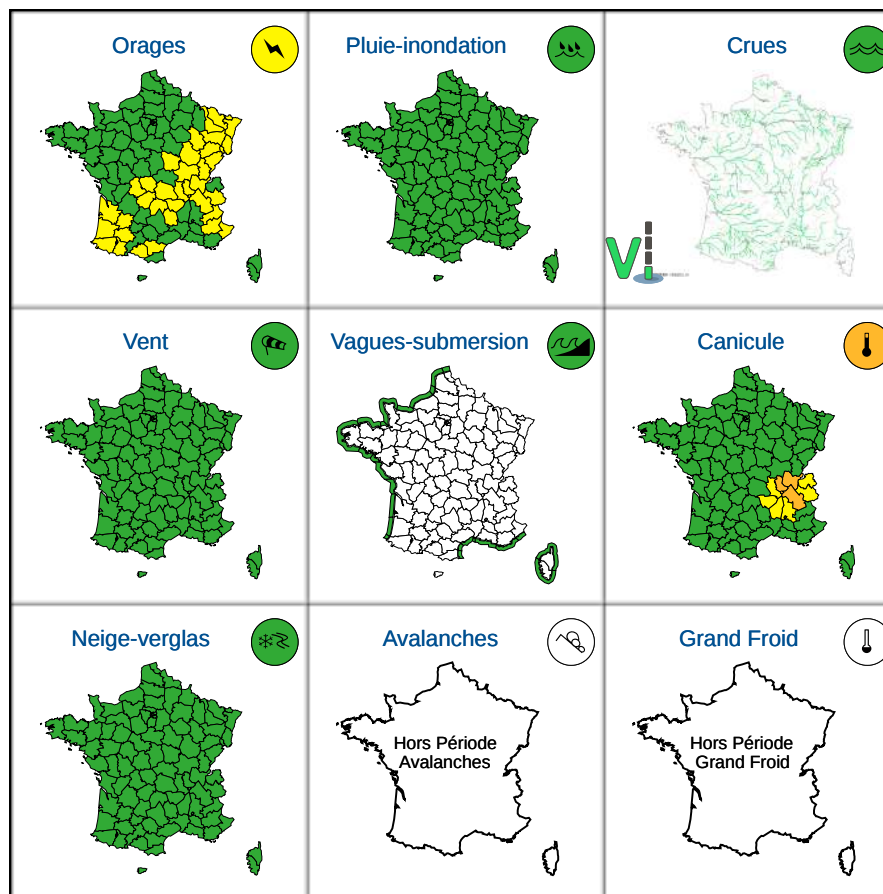 Orages
Pluie-inondation
Crues
Vent
Vagues-submersion
Canicule
Neige-verglas
Avalanches
Grand Froid
Hors Période
Avalanches
Hors Période
Grand Froid